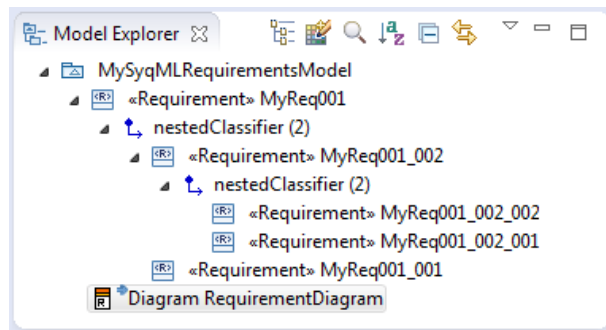 Model Explorer
MySyqMLRequirementsModel
«Requirement» MyReq001
nestedClassifier (2)
«Requirement» MyReq001_002
nestedClassifier (2)
«Requirement» MyReq001_002_002
«Requirement» MyReq001_002_001
«Requirement» MyReq001_001
Diagram RequirementDiagram